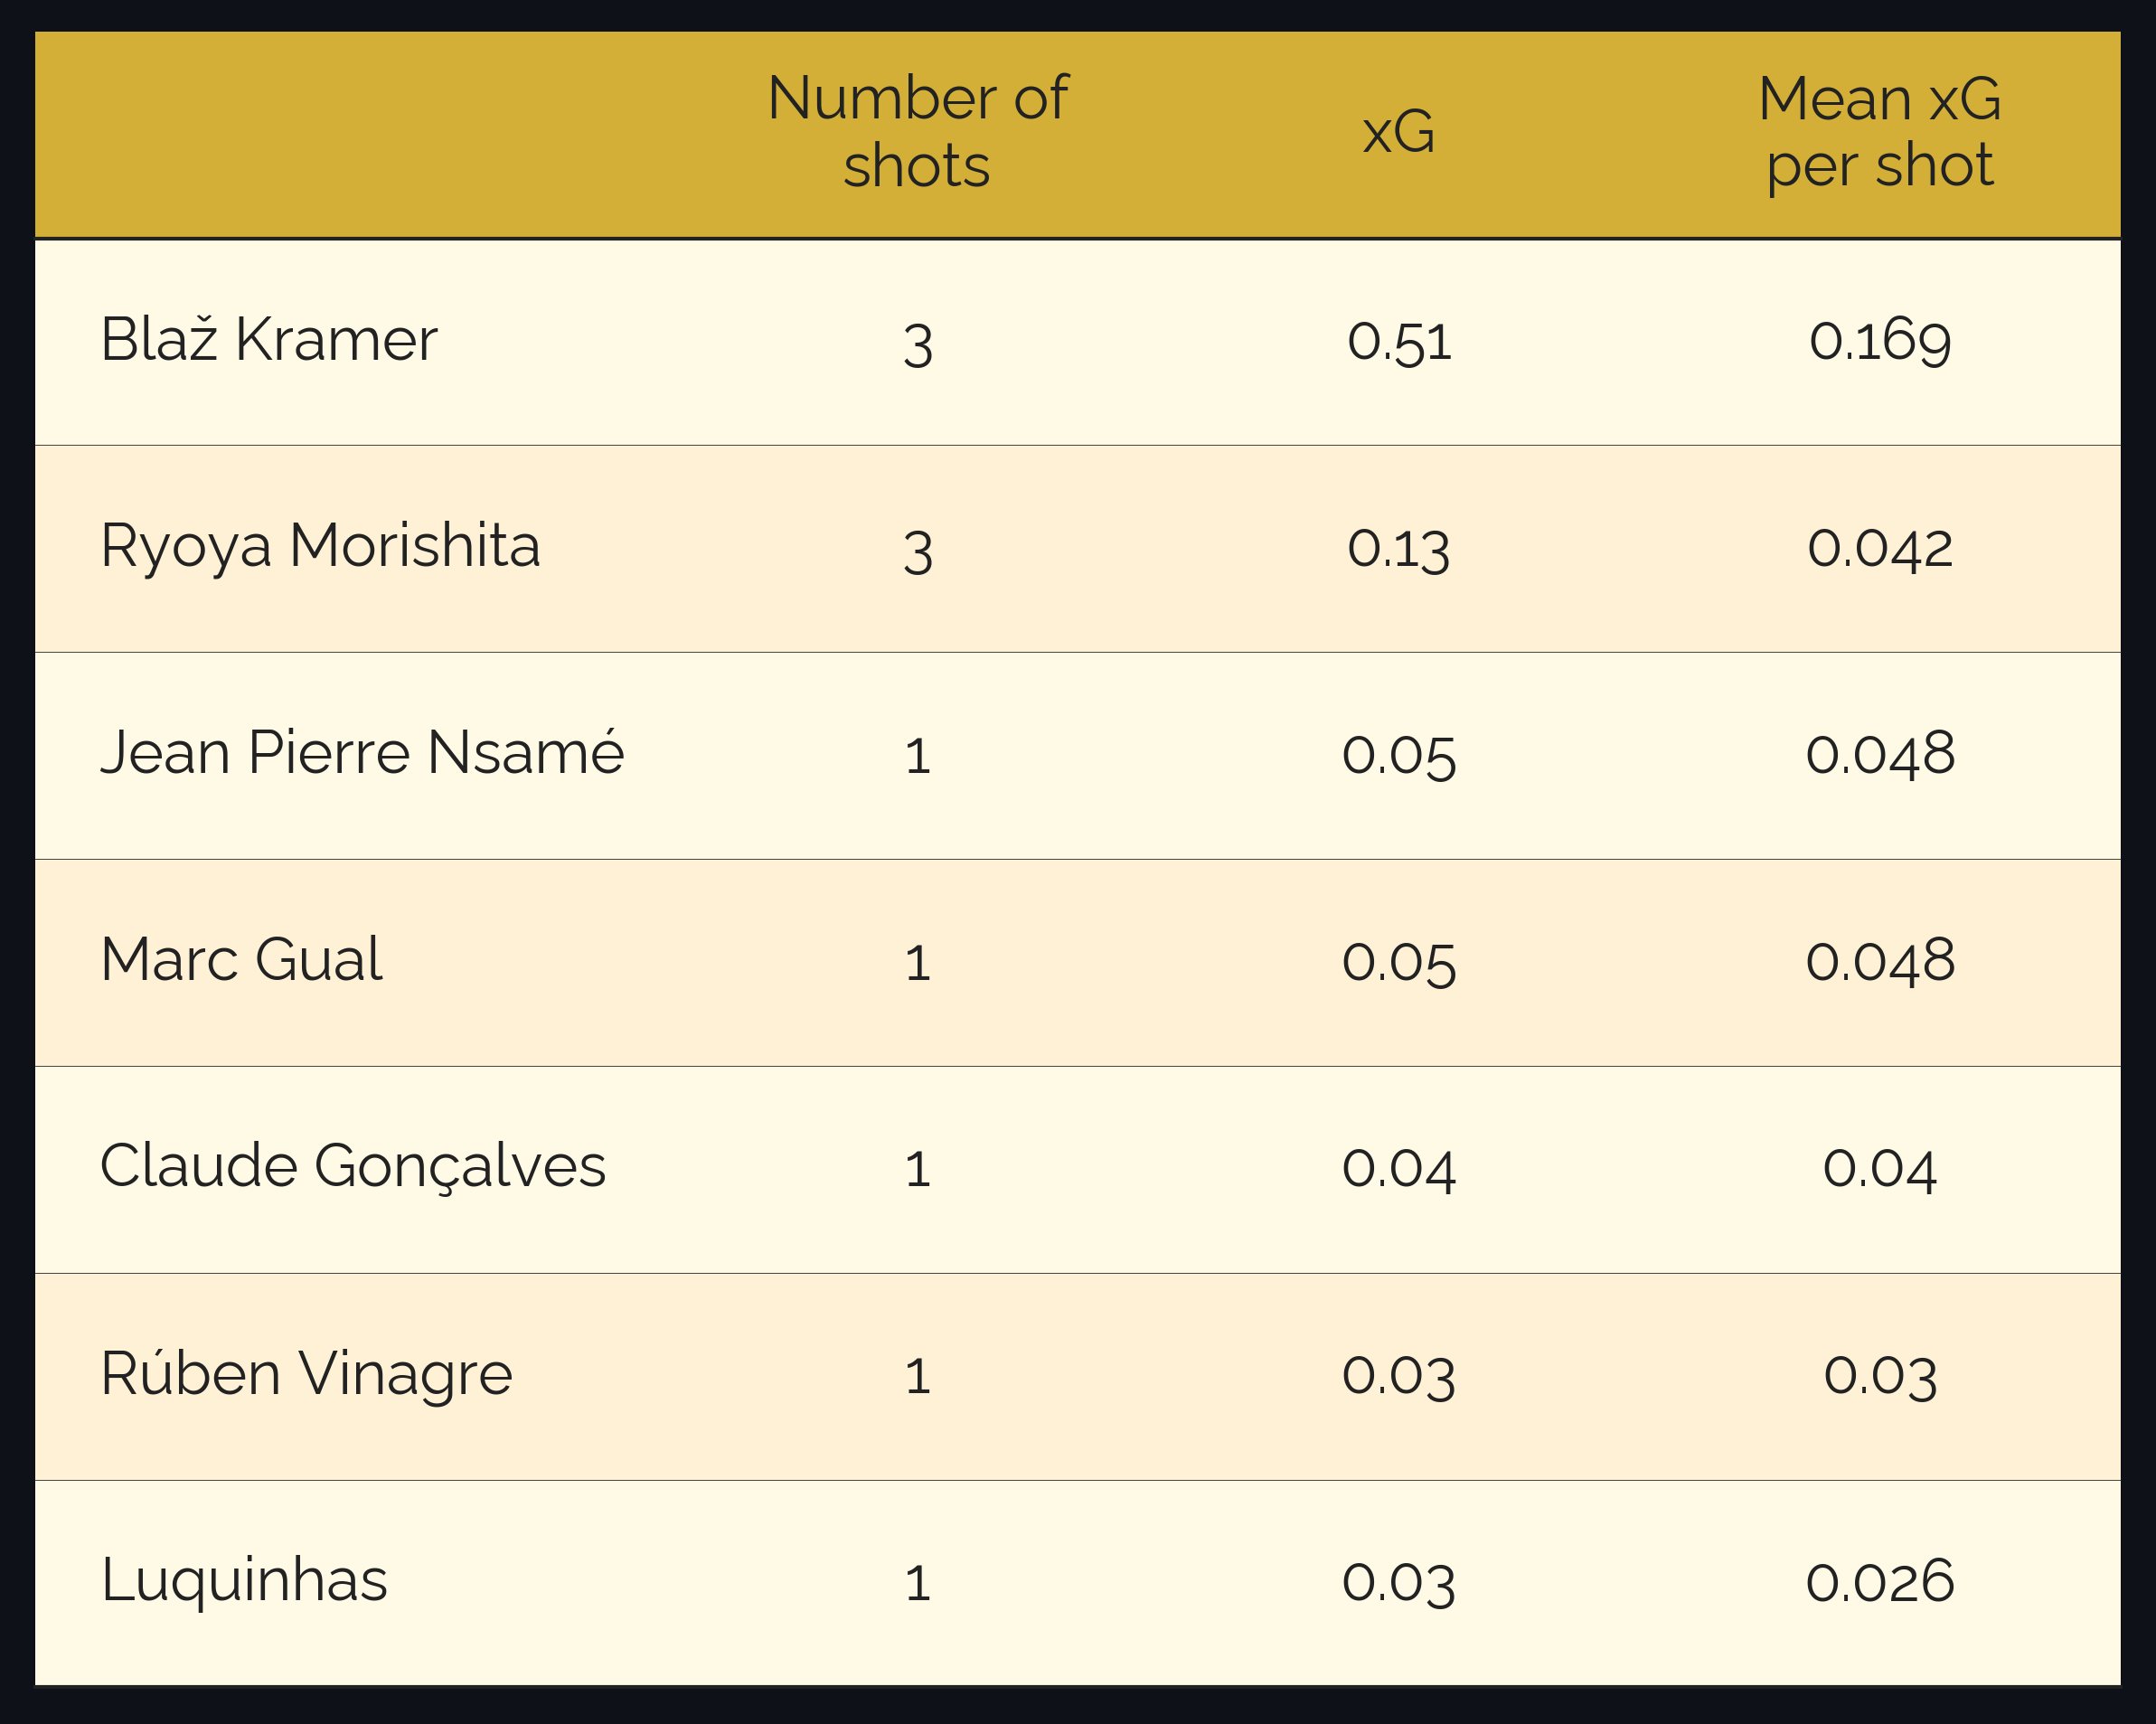 Number of
shots
xG
Mean xG
per shot
Blaž Kramer 3 0.51 0.169
Ryoya Morishita 3 0.13 0.042
Jean Pierre Nsamé 1 0.05 0.048
Marc Gual 1 0.05 0.048
Claude Gonçalves 1 0.04 0.04
Rúben Vinagre 1 0.03 0.03
Luquinhas 1 0.03 0.026